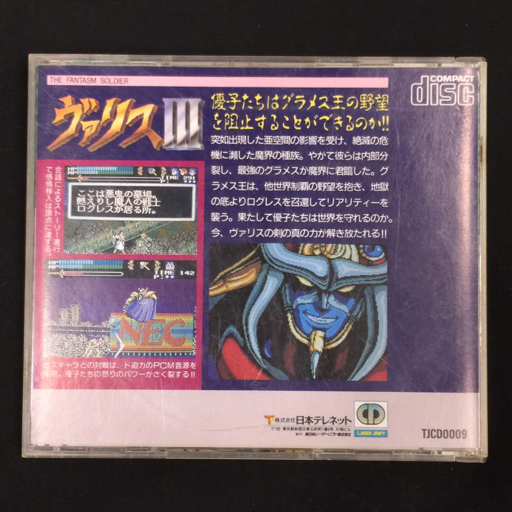 THE FANTASM SOLDIER
ヴァリスIII
COMPACT
disc
優子たちはグラメス王の野望
を阻止することができるのか!!
突如出現した亜空間の影響を受け、絶滅の危
機に瀕した魔界の種族。やがて彼らは内部分
裂し、最強のグラメスが魔界に君臨した。グ
ラメス王は、他世界制覇の野望を抱き、地獄
の底よりログレスを召還してリアリティーを
襲う。果たして優子たちは世界を守れるのか。
今、ヴァリスの剣の真の力が解き放たれる!!
会話によるストーリー進行
で感情移入は頂点に達する
TIME 291
ここは悪鬼の墓場。
甦えりし魔人の戦士
ログレスが居る所。
142
NEC
ボスキャラとの対戦は、ド迫力のPCM音源を
優子たちの怒りのパワーがさく裂する!!
株式会社日本テレネット
TJCD0009